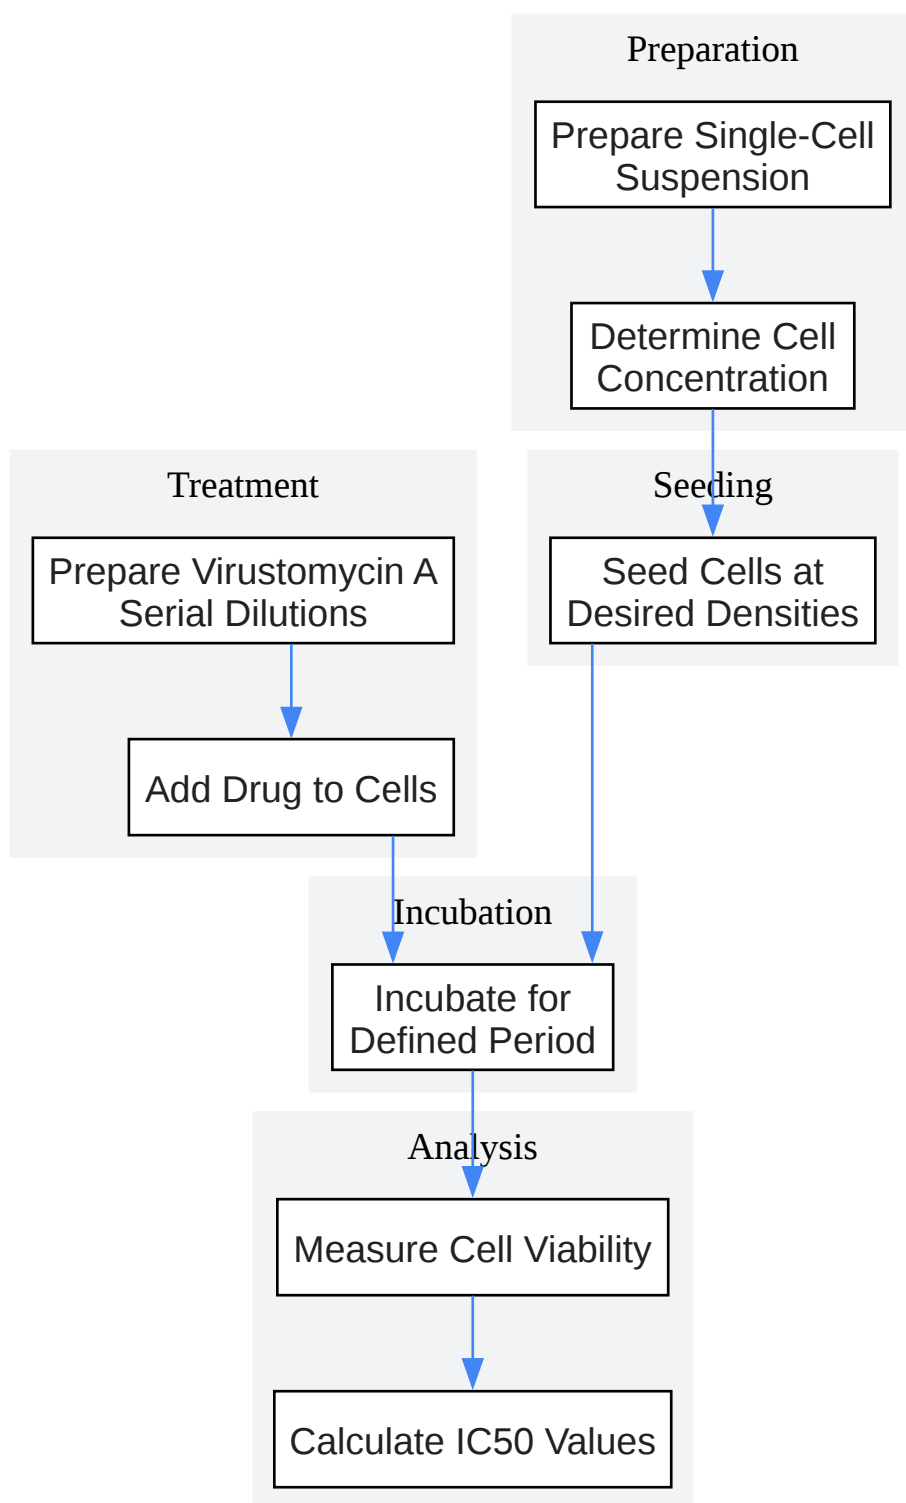 Preparation
Prepare Single-Cell
Suspension
Determine Cell
Concentration
Treatment
Prepare Virustomycin A
Serial Dilutions
Add Drug to Cells
Seeding
Seed Cells at
Desired Densities
Incubation
Incubate for
Defined Period
Analysis
Measure Cell Viability
Calculate IC50 Values